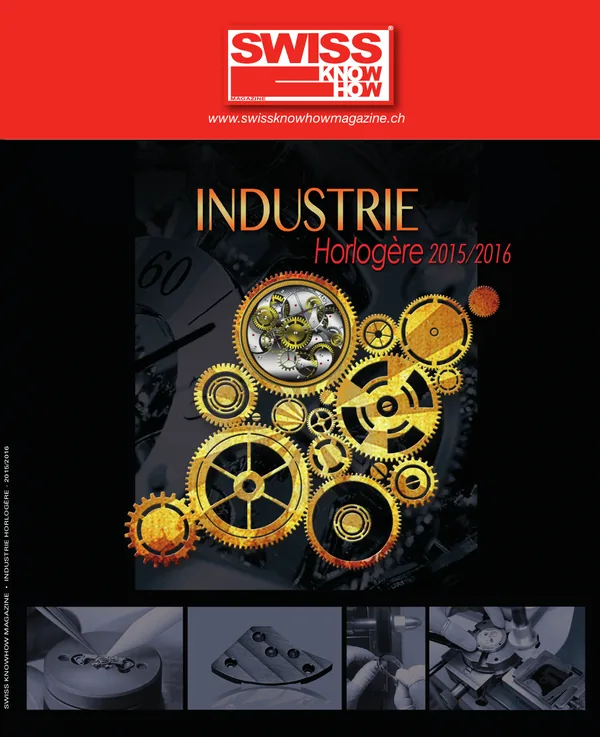 SWISS
KNOW
HOW
MAGAZINE
®
www.swissknowhowmagazine.ch
INDUSTRIE
Horlogère 2015/2016
60
SWISS KNOWHOW MAGAZINE • INDUSTRIE HORLOGÈRE - 2015/2016